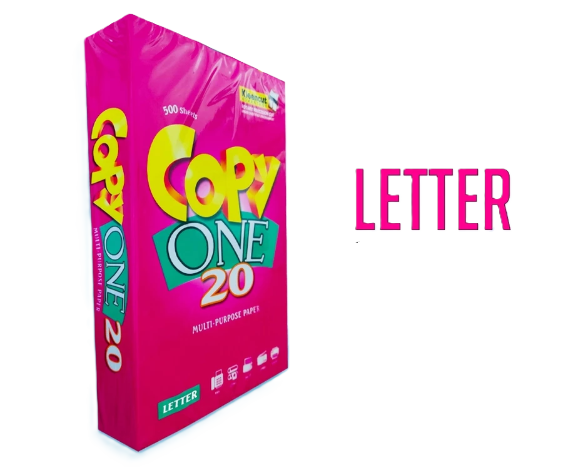 500 Sheets
COPY
ONE
20
MULTI-PURPOSE PAPER
LETTER
COPY
ONE
20
MULTI-PURPOSE PAPER
LETTER